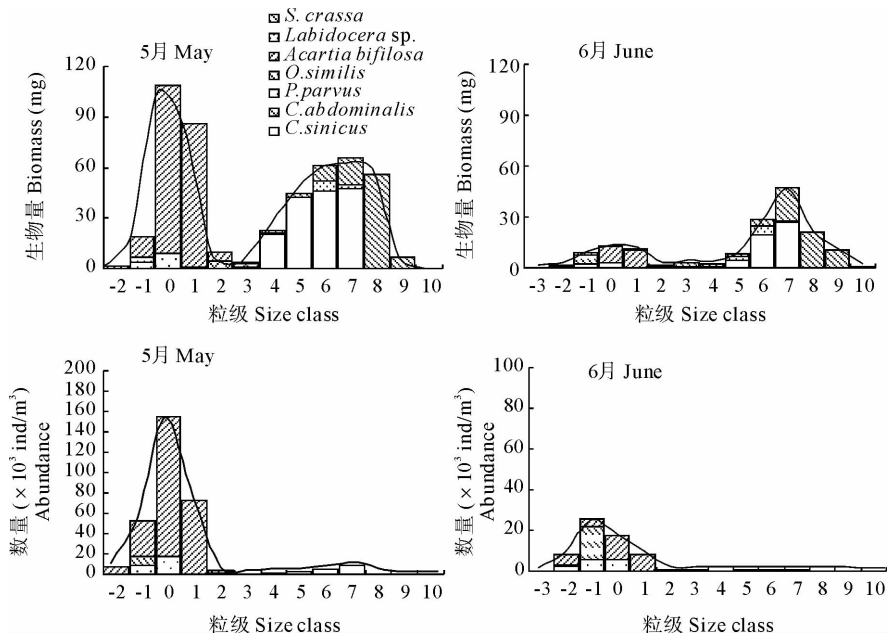 S. crassa
Labidocera sp.
Acartia bifilosa
O.similis
P.parvus
C.abdominalis
C.sinicus
5月 May
120
90
60
30
0
生物量 Biomass (mg)
-2 -1 0 1 2 3 4 5 6 7 8 9 10
粒级 Size class
6月 June
120
90
60
30
0
生物量 Biomass (mg)
-3 -2 -1 0 1 2 3 4 5 6 7 8 9 10
粒级 Size class
5月 May
200
180
160
140
120
100
80
60
40
20
0
数量 (×10³ ind/m³)
Abundance
-2 -1 0 1 2 3 4 5 6 7 8 9 10
粒级 Size class
6月 June
100
80
60
40
20
0
数量 (×10³ ind/m³)
Abundance
-3 -2 -1 0 1 2 3 4 5 6 7 8 9 10
粒级 Size class